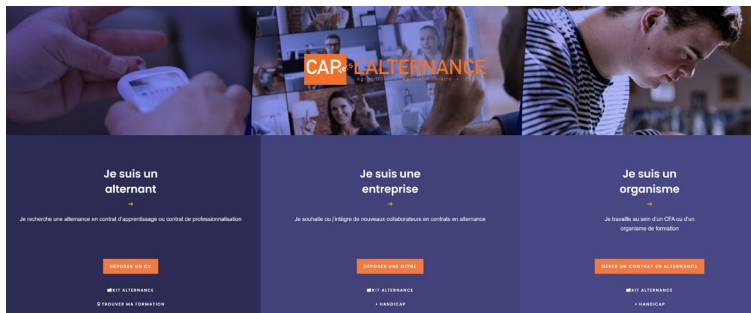 CAP vers L'ALTERNANCE
Je suis un
alternant
Je recherche une alternance en contrat d'apprentissage ou contrat de professionnalisation
DÉPOSER UN CV
KIT ALTERNANCE
TROUVER MA FORMATION
Je suis une
entreprise
Je souhaite ou j'intègre de nouveaux collaborateurs en contrats en alternance
DÉPOSER UNE OFFRE
KIT ALTERNANCE
+ HANDICAP
Je suis un
organisme
Je travaille au sein d'un CFA ou d'un
organisme de formation
GÉRER UN CONTRAT EN ALTERNANCE
KIT ALTERNANCE
+ HANDICAP